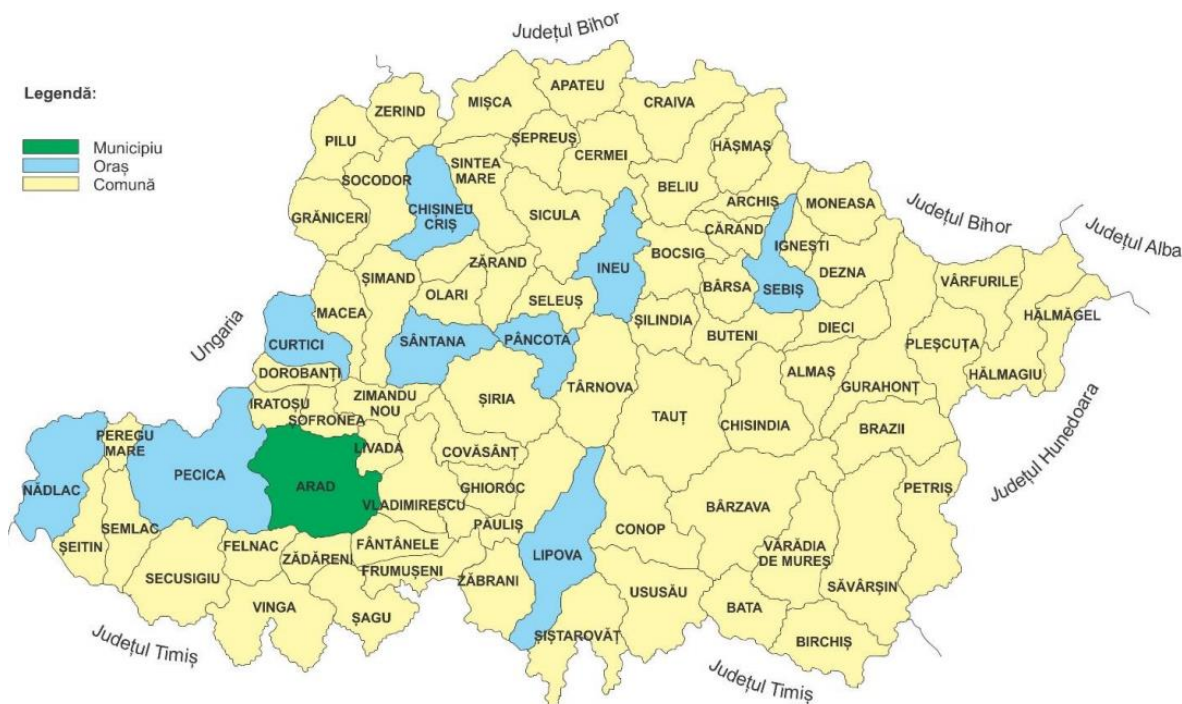 Județul Bihor
Legendă:
Municipiu
Oraș
Comună
ZERIND
MIȘCA
APATEU
CRAIVA
PILU
ȘEPREUȘ
CERMEI
HĂȘMAȘ
SOCODOR
SINTEA
MARE
BELIU
GRĂNICERI
CHIȘINEU
CRIȘ
SICULA
ARCHIȘ
MONEASA
CĂRAND
IGNEȘTI
Județul Bihor
Județul Alba
ȘIMAND
ZĂRAND
INEU
BOCSIG
DEZNA
OLARI
SELEUȘ
BÂRSA
SEBIȘ
VÂRFURILE
MACEA
ȘILINDIA
BUTENI
DIECI
HĂLMĂGEL
Ungaria
CURTICI
SÂNTANA
PÂNCOTA
PLEȘCUȚA
DOROBANȚI
TÂRNOVA
ALMAȘ
GURAHONȚ
HĂLMAGIU
IRATOȘU
ZIMANDU
NOU
ȘIRIA
TAUȚ
CHISINDIA
BRAZII
ȘOFRONEA
PEREGU
MARE
LIVADA
COVĂSÂNȚ
Județul Hunedoara
NĂDLAC
PECICA
ARAD
GHIOROC
PETRIȘ
SEMLAC
VLADIMIRESCU
PĂULIȘ
CONOP
BÂRZAVA
ȘEITIN
FELNAC
ZĂDĂRENI
FÂNTÂNELE
LIPOVA
VĂRĂDIA
DE MUREȘ
SECUSIGIU
FRUMUȘENI
ZĂBRANI
USUSĂU
SĂVÂRȘIN
VINGA
ȘAGU
BATA
ȘIȘTAROVĂȚ
BIRCHIȘ
Județul Timiș
Județul Timiș